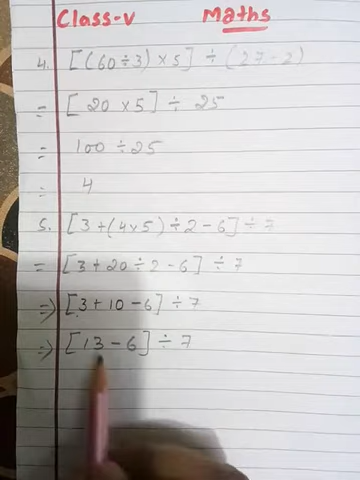 Class-v Maths
4. [(60÷3) × 5] ÷ (27-2)
= [20 × 5] ÷ 25
= 100 ÷ 25
= 4
5. [3+(4×5) ÷2-6] ÷ 7
= [3+20 ÷2 - 6] ÷ 7
=> [3+10-6] ÷ 7
=> [13-6] ÷ 7